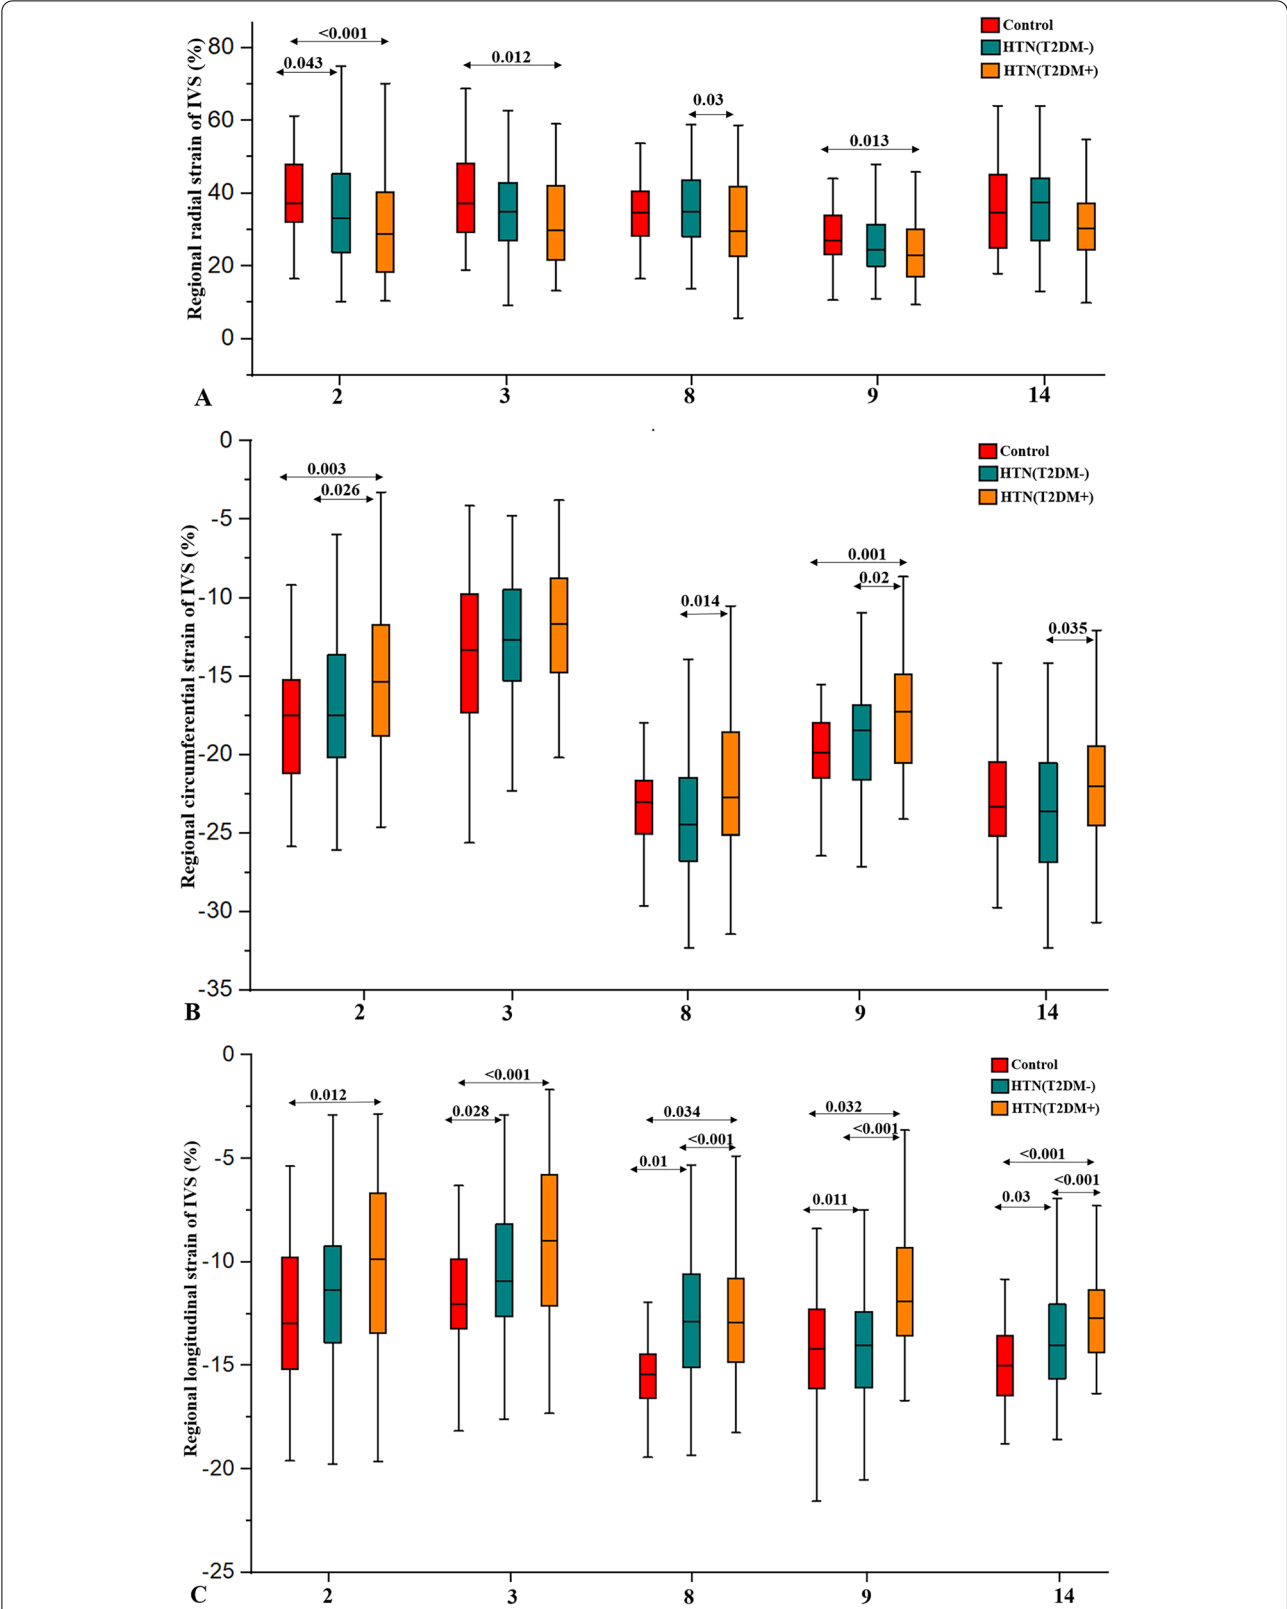 Regional radial strain of IVS (%)
80
60
40
20
0
<0.001
0.043
0.012
0.03
0.013
Control
HTN(T2DM-)
HTN(T2DM+)
A
2 3 8 9 14
Regional circumferential strain of IVS (%)
0
-5
-10
-15
-20
-25
-30
-35
0.003
0.026
0.014
0.001
0.02
0.035
Control
HTN(T2DM-)
HTN(T2DM+)
B
2 3 8 9 14
Regional longitudinal strain of IVS (%)
0
-5
-10
-15
-20
-25
0.012
<0.001
0.028
0.034
<0.001
0.01
0.032
<0.001
0.011
<0.001
<0.001
0.03
Control
HTN(T2DM-)
HTN(T2DM+)
C
2 3 8 9 14